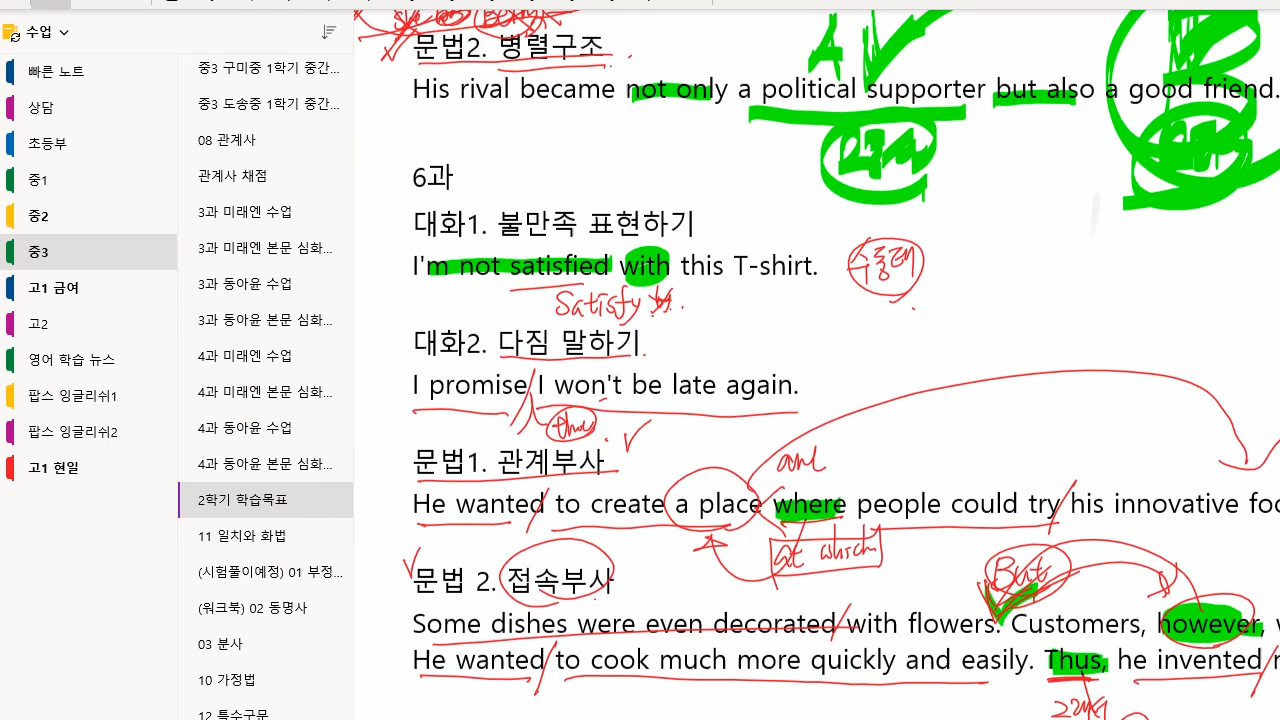 수업
빠른 노트
상담
초등부
중1
중2
중3
고1 금여
고2
영어 학습 뉴스
팝스 잉글리쉬1
팝스 잉글리쉬2
고1 현일
중3 구미중 1학기 중간...
중3 도송중 1학기 중간...
08 관계사
관계사 채점
3과 미래엔 수업
3과 미래엔 본문 심화...
3과 동아윤 수업
3과 동아윤 본문 심화...
4과 미래엔 수업
4과 미래엔 본문 심화...
4과 동아윤 수업
4과 동아윤 본문 심화...
2학기 학습목표
11 일치와 화법
(시험풀이예정) 01 부정...
(워크북) 02 동명사
03 분사
10 가정법
12 특수구문
문법2. 병렬구조
A
His rival became not only a political supporter but also a good friend.
6과
대화1. 불만족 표현하기
I'm not satisfied with this T-shirt.
수동태
Satisfy
대화2. 다짐 말하기
I promise I won't be late again.
that
문법1. 관계부사
and
He wanted to create a place where people could try his innovative foo
at which
문법 2. 접속부사
But
Some dishes were even decorated with flowers. Customers, however, w
He wanted to cook much more quickly and easily. Thus, he invented